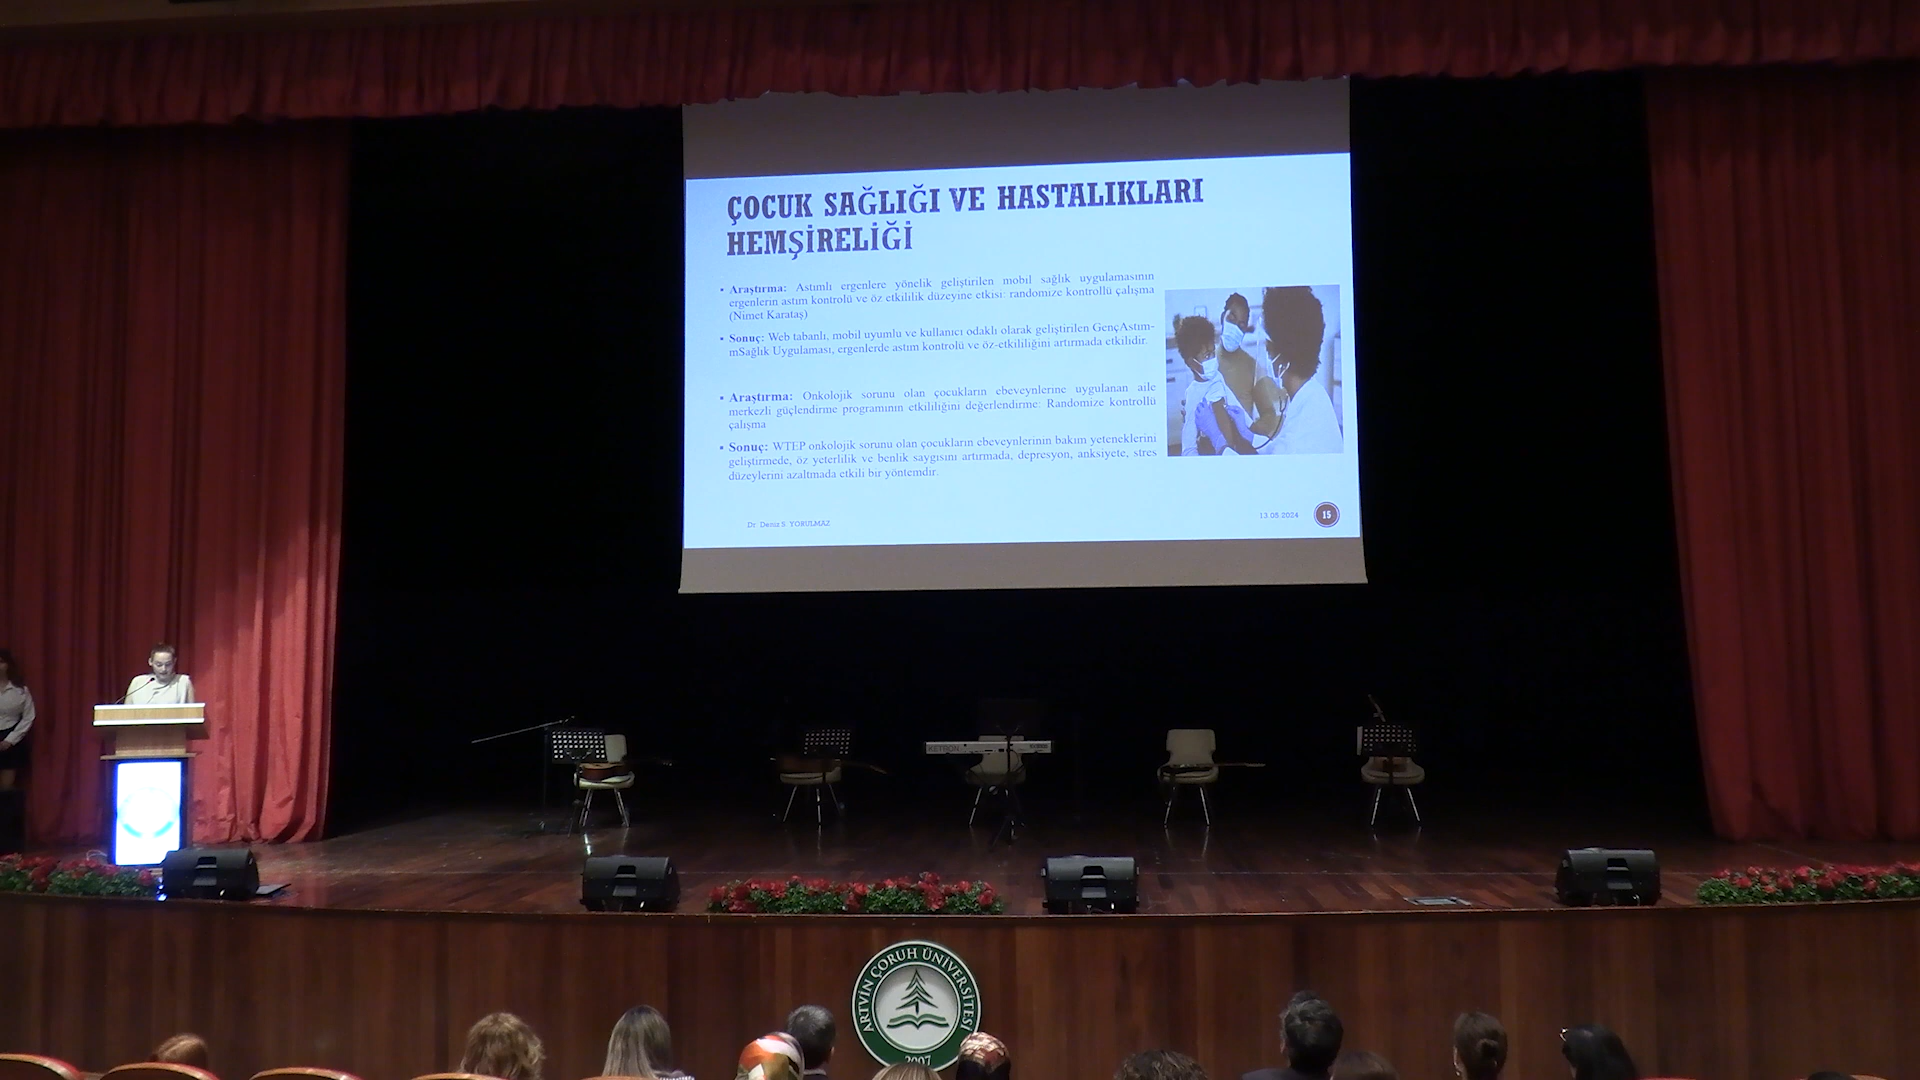 ÇOCUK SAĞLIĞI VE HASTALIKLARI
HEMŞİRELİĞİ
▪ Araştırma: Astımlı ergenlere yönelik geliştirilen mobil sağlık uygulamasının
ergenlerin astım kontrolü ve öz etkililik düzeyine etkisi: randomize kontrollü çalışma
(Nimet Karataş)
▪ Sonuç: Web tabanlı, mobil uyumlu ve kullanıcı odaklı olarak geliştirilen GençAstım-
mSağlık Uygulaması, ergenlerde astım kontrolü ve öz-etkililiğini artırmada etkilidir.
▪ Araştırma: Onkolojik sorunu olan çocukların ebeveynlerine uygulanan aile
merkezli güçlendirme programının etkililiğini değerlendirme: Randomize kontrollü
çalışma
▪ Sonuç: WTEP onkolojik sorunu olan çocukların ebeveynlerinin bakım yeteneklerini
geliştirmede, öz yeterlilik ve benlik saygısını artırmada, depresyon, anksiyete, stres
düzeylerini azaltmada etkili bir yöntemdir.
Dr. Deniz S. YORULMAZ
13.05.2024
15
KETRON
ARTVİN ÇORUH ÜNİVERSİTESİ
2007